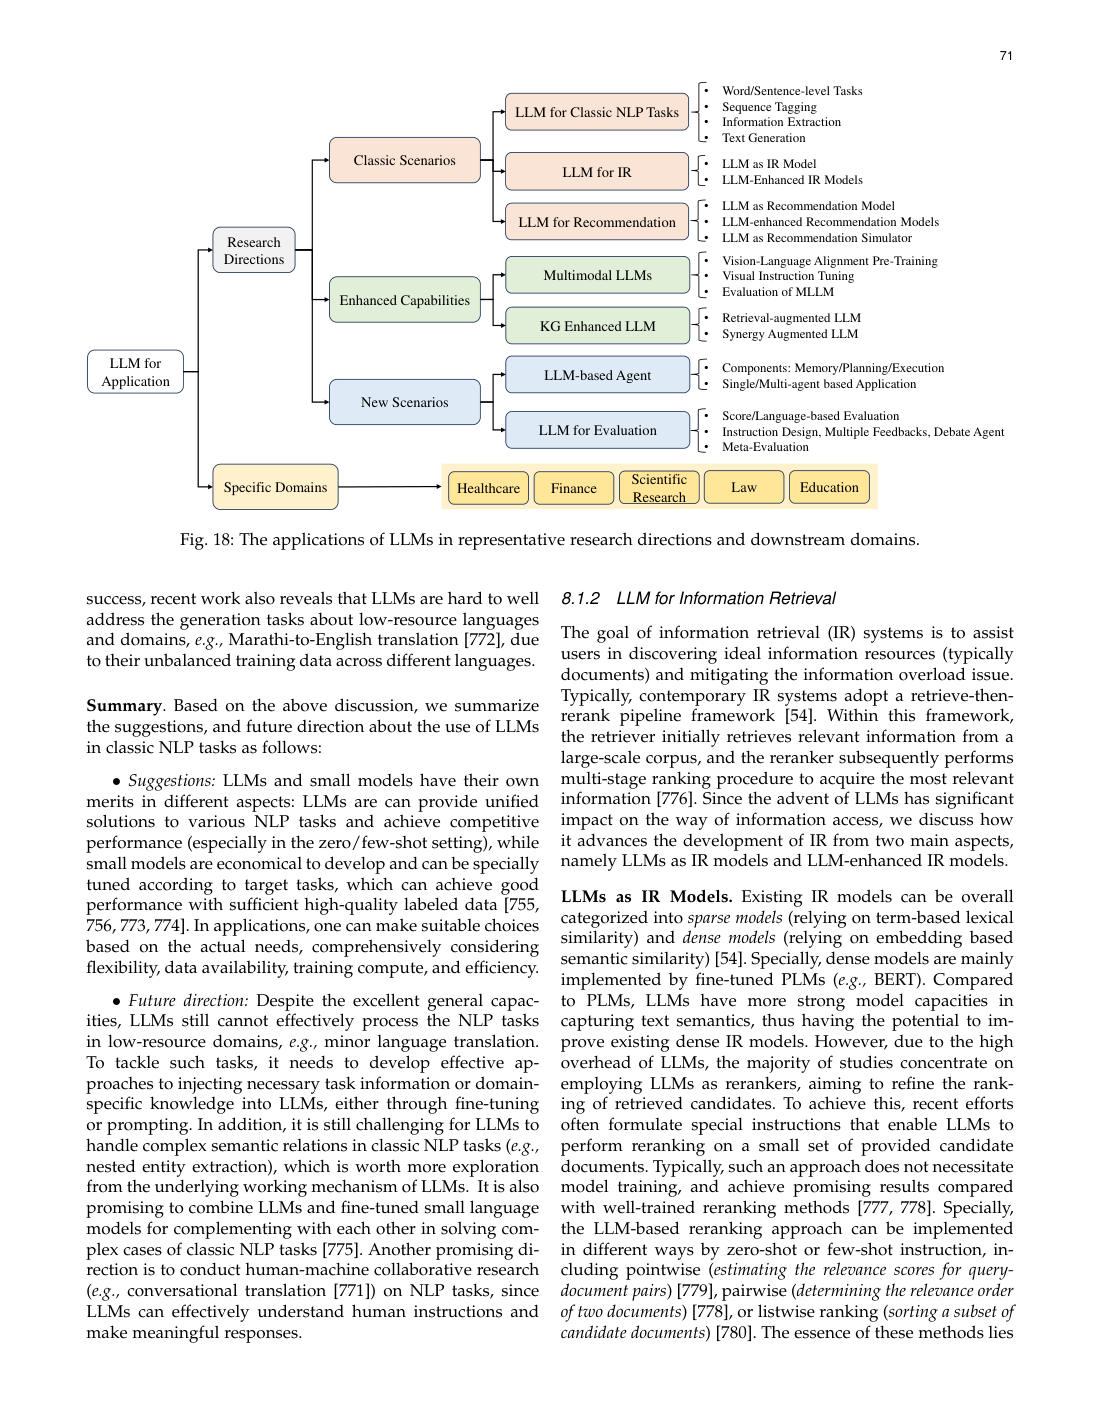 71
LLM for
Application
Research
Directions
Classic Scenarios
LLM for Classic NLP Tasks
• Word/Sentence-level Tasks
• Sequence Tagging
• Information Extraction
• Text Generation
LLM for IR
• LLM as IR Model
• LLM-Enhanced IR Models
LLM for Recommendation
• LLM as Recommendation Model
• LLM-enhanced Recommendation Models
• LLM as Recommendation Simulator
Enhanced Capabilities
Multimodal LLMs
• Vision-Language Alignment Pre-Training
• Visual Instruction Tuning
• Evaluation of MLLM
KG Enhanced LLM
• Retrieval-augmented LLM
• Synergy Augmented LLM
New Scenarios
LLM-based Agent
• Components: Memory/Planning/Execution
• Single/Multi-agent based Application
LLM for Evaluation
• Score/Language-based Evaluation
• Instruction Design, Multiple Feedbacks, Debate Agent
• Meta-Evaluation
Specific Domains
Healthcare
Finance
Scientific
Research
Law
Education
Fig. 18: The applications of LLMs in representative research directions and downstream domains.
success, recent work also reveals that LLMs are hard to well
address the generation tasks about low-resource languages
and domains, e.g., Marathi-to-English translation [772], due
to their unbalanced training data across different languages.
Summary. Based on the above discussion, we summarize
the suggestions, and future direction about the use of LLMs
in classic NLP tasks as follows:
• Suggestions: LLMs and small models have their own
merits in different aspects: LLMs are can provide unified
solutions to various NLP tasks and achieve competitive
performance (especially in the zero/few-shot setting), while
small models are economical to develop and can be specially
tuned according to target tasks, which can achieve good
performance with sufficient high-quality labeled data [755,
756, 773, 774]. In applications, one can make suitable choices
based on the actual needs, comprehensively considering
flexibility, data availability, training compute, and efficiency.
• Future direction: Despite the excellent general capac-
ities, LLMs still cannot effectively process the NLP tasks
in low-resource domains, e.g., minor language translation.
To tackle such tasks, it needs to develop effective ap-
proaches to injecting necessary task information or domain-
specific knowledge into LLMs, either through fine-tuning
or prompting. In addition, it is still challenging for LLMs to
handle complex semantic relations in classic NLP tasks (e.g.,
nested entity extraction), which is worth more exploration
from the underlying working mechanism of LLMs. It is also
promising to combine LLMs and fine-tuned small language
models for complementing with each other in solving com-
plex cases of classic NLP tasks [775]. Another promising di-
rection is to conduct human-machine collaborative research
(e.g., conversational translation [771]) on NLP tasks, since
LLMs can effectively understand human instructions and
make meaningful responses.
8.1.2 LLM for Information Retrieval
The goal of information retrieval (IR) systems is to assist
users in discovering ideal information resources (typically
documents) and mitigating the information overload issue.
Typically, contemporary IR systems adopt a retrieve-then-
rerank pipeline framework [54]. Within this framework,
the retriever initially retrieves relevant information from a
large-scale corpus, and the reranker subsequently performs
multi-stage ranking procedure to acquire the most relevant
information [776]. Since the advent of LLMs has significant
impact on the way of information access, we discuss how
it advances the development of IR from two main aspects,
namely LLMs as IR models and LLM-enhanced IR models.
LLMs as IR Models. Existing IR models can be overall
categorized into sparse models (relying on term-based lexical
similarity) and dense models (relying on embedding based
semantic similarity) [54]. Specially, dense models are mainly
implemented by fine-tuned PLMs (e.g., BERT). Compared
to PLMs, LLMs have more strong model capacities in
capturing text semantics, thus having the potential to im-
prove existing dense IR models. However, due to the high
overhead of LLMs, the majority of studies concentrate on
employing LLMs as rerankers, aiming to refine the rank-
ing of retrieved candidates. To achieve this, recent efforts
often formulate special instructions that enable LLMs to
perform reranking on a small set of provided candidate
documents. Typically, such an approach does not necessitate
model training, and achieve promising results compared
with well-trained reranking methods [777, 778]. Specially,
the LLM-based reranking approach can be implemented
in different ways by zero-shot or few-shot instruction, in-
cluding pointwise (estimating the relevance scores for query-
document pairs) [779], pairwise (determining the relevance order
of two documents) [778], or listwise ranking (sorting a subset of
candidate documents) [780]. The essence of these methods lies